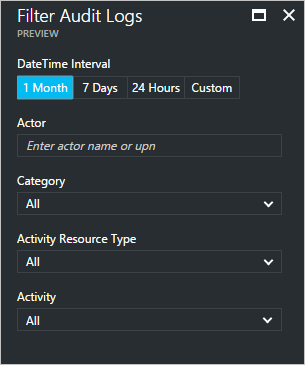 Filter Audit Logs
PREVIEW
DateTime Interval
1 Month 7 Days 24 Hours Custom
Actor
Enter actor name or upn
Category
All
Activity Resource Type
All
Activity
All